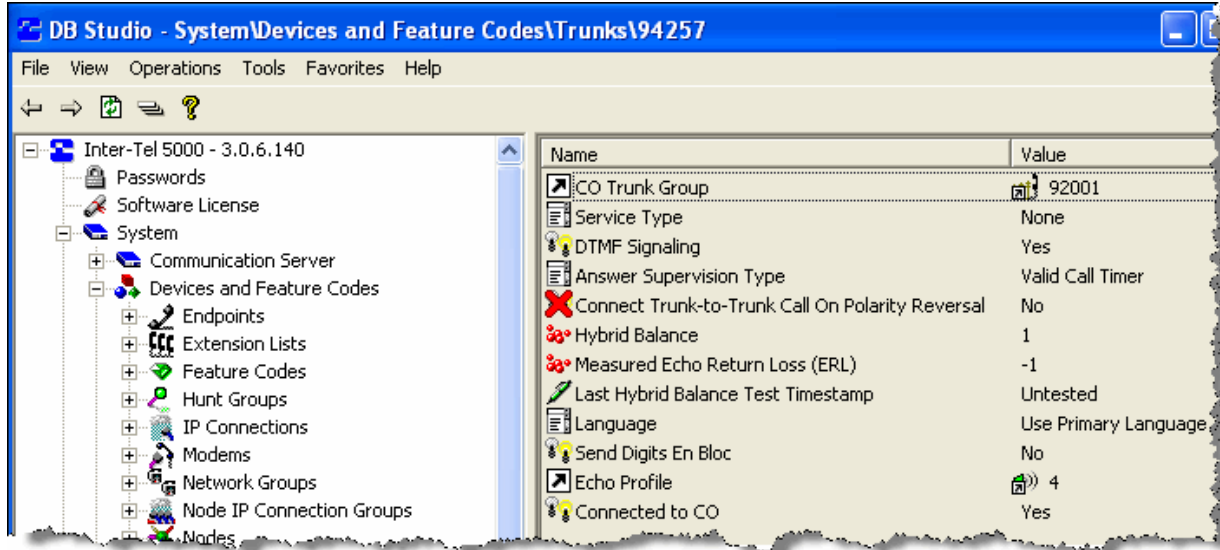 DB Studio - System\Devices and Feature Codes\Trunks\94257
File View Operations Tools Favorites Help
Inter-Tel 5000 - 3.0.6.140
Passwords
Software License
System
Communication Server
Devices and Feature Codes
Endpoints
Extension Lists
Feature Codes
Hunt Groups
IP Connections
Modems
Network Groups
Node IP Connection Groups
Nodes
Name Value
CO Trunk Group 92001
Service Type None
DTMF Signaling Yes
Answer Supervision Type Valid Call Timer
Connect Trunk-to-Trunk Call On Polarity Reversal No
Hybrid Balance 1
Measured Echo Return Loss (ERL) -1
Last Hybrid Balance Test Timestamp Untested
Language Use Primary Language
Send Digits En Bloc No
Echo Profile 4
Connected to CO Yes